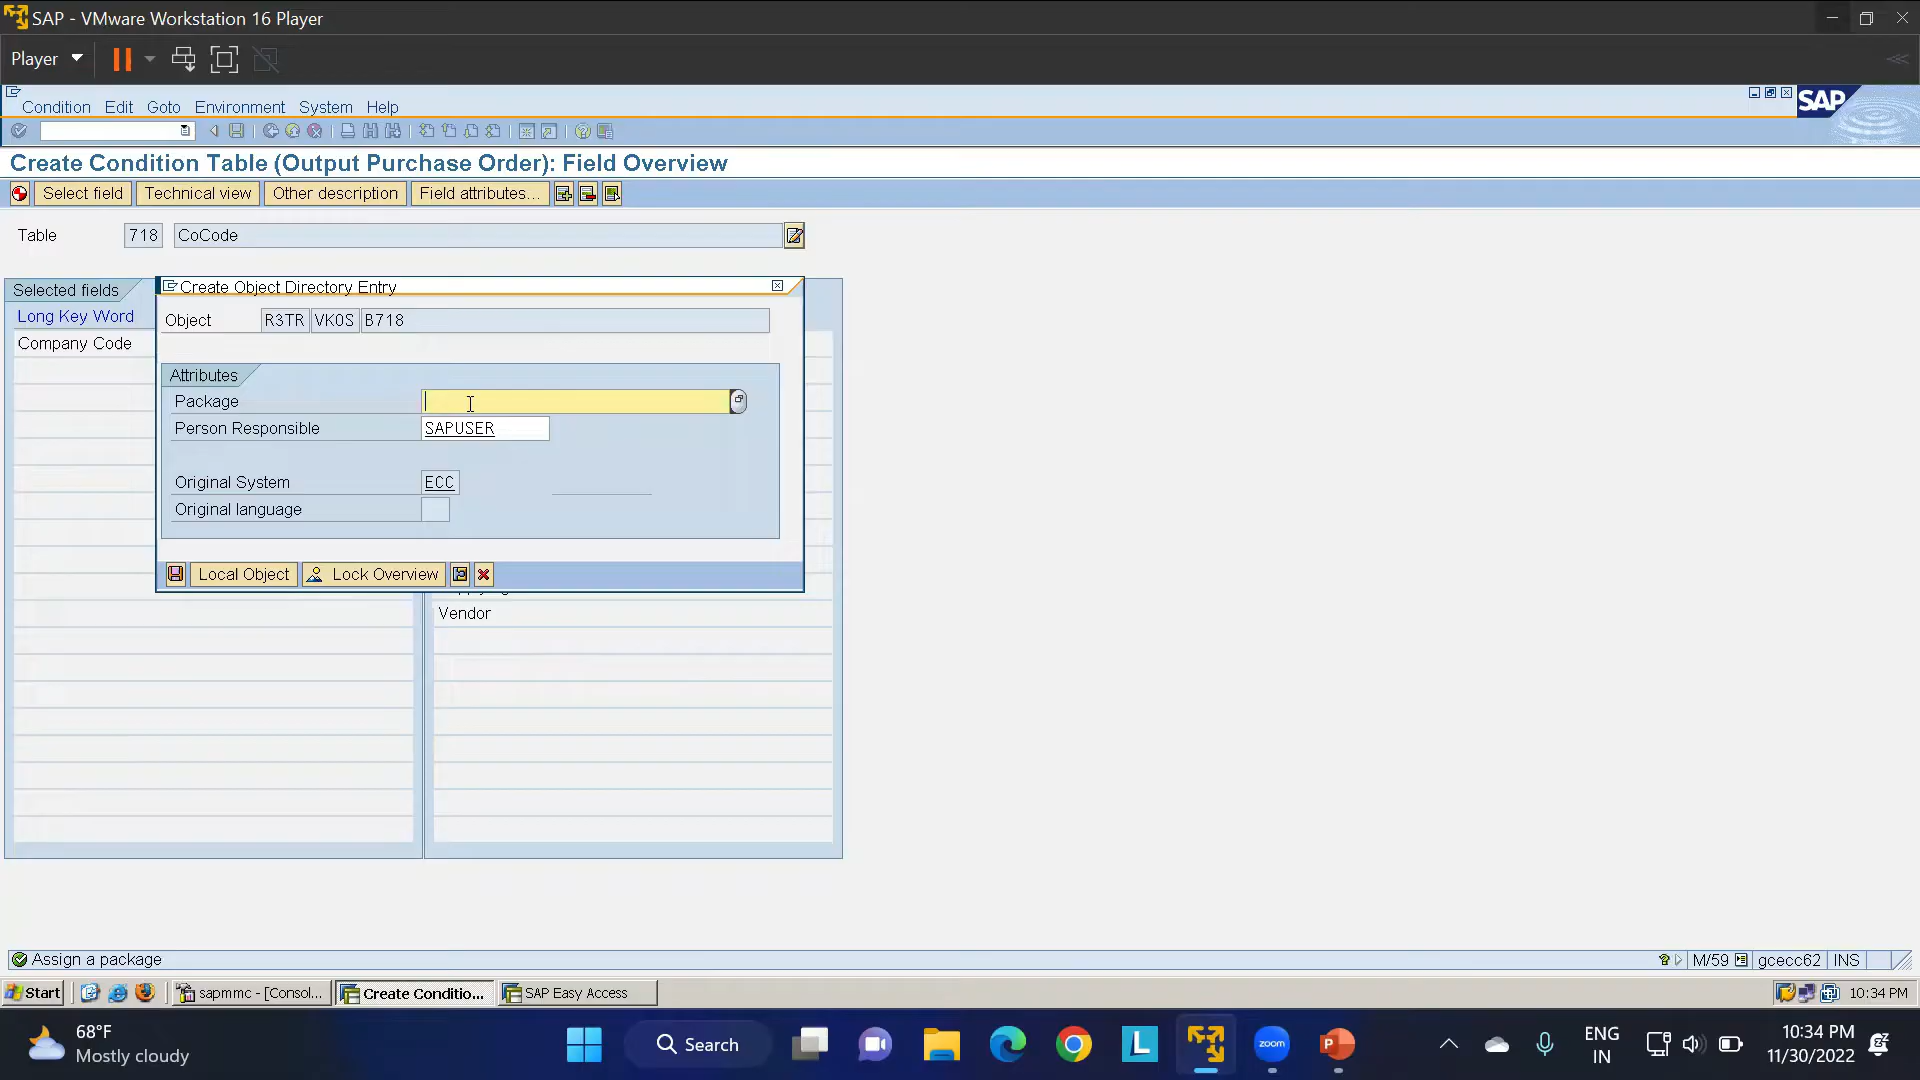 SAP - VMware Workstation 16 Player
Player
Condition Edit Goto Environment System Help
SAP
Create Condition Table (Output Purchase Order): Field Overview
Select field Technical view Other description Field attributes...
Table 718 CoCode
Selected fields
Long Key Word
Company Code
Create Object Directory Entry
Object R3TR VKOS B718
Attributes
Package
Person Responsible SAPUSER
Original System ECC
Original language
Local Object Lock Overview
Vendor
Assign a package
M/59 gcecc62 INS
Start sapmmc - [Consol... Create Conditio... SAP Easy Access 10:34 PM
68°F
Mostly cloudy
Search
L
zoom
P
ENG
IN
10:34 PM
11/30/2022